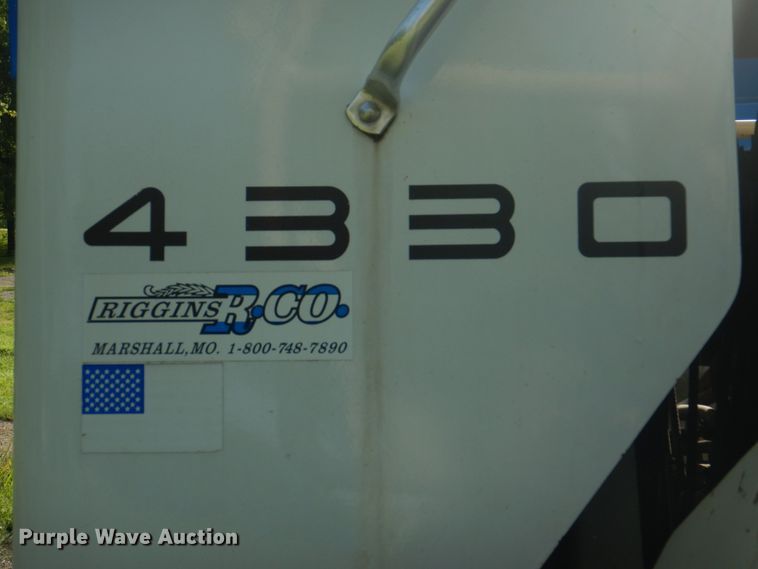 4330
RIGGINS R.CO.
MARSHALL, MO. 1-800-748-7890
Purple Wave Auction